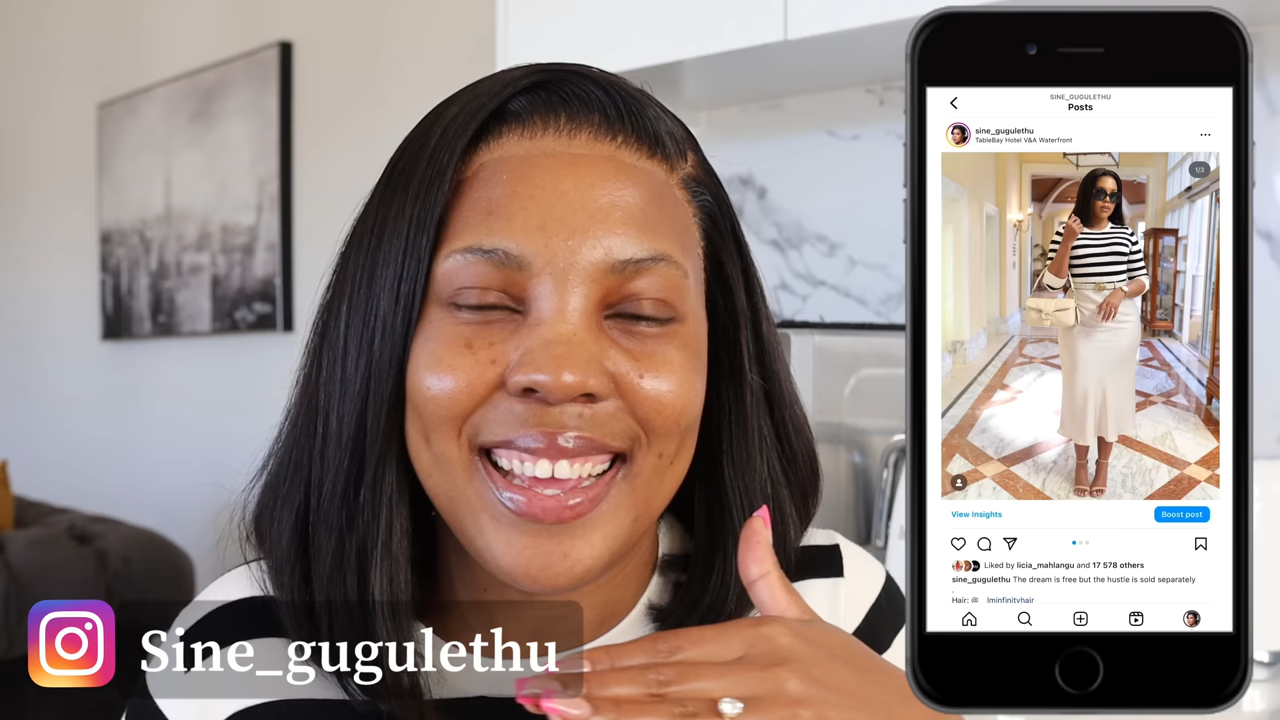 Sine_gugulethu
SINE_GUGULETHU
Posts
sine_gugulethu
TableBay Hotel V&A Waterfront
1/3
View Insights
Boost post
Liked by licia_mahlangu and 17 578 others
sine_gugulethu The dream is free but the hustle is sold separately
.
Hair: @